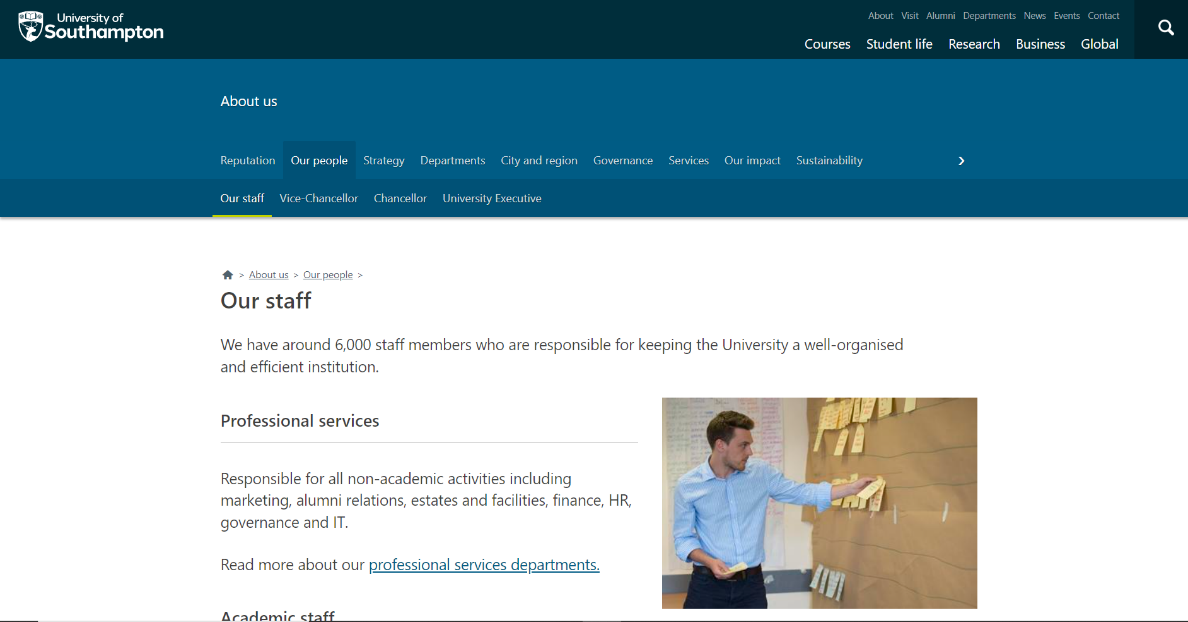 University of
Southampton
About Visit Alumni Departments News Events Contact
Courses Student life Research Business Global
About us
Reputation Our people Strategy Departments City and region Governance Services Our impact Sustainability
Our staff Vice-Chancellor Chancellor University Executive
> About us > Our people >
Our staff
We have around 6,000 staff members who are responsible for keeping the University a well-organised
and efficient institution.
Professional services
Responsible for all non-academic activities including
marketing, alumni relations, estates and facilities, finance, HR,
governance and IT.
Read more about our professional services departments.
Academic staff